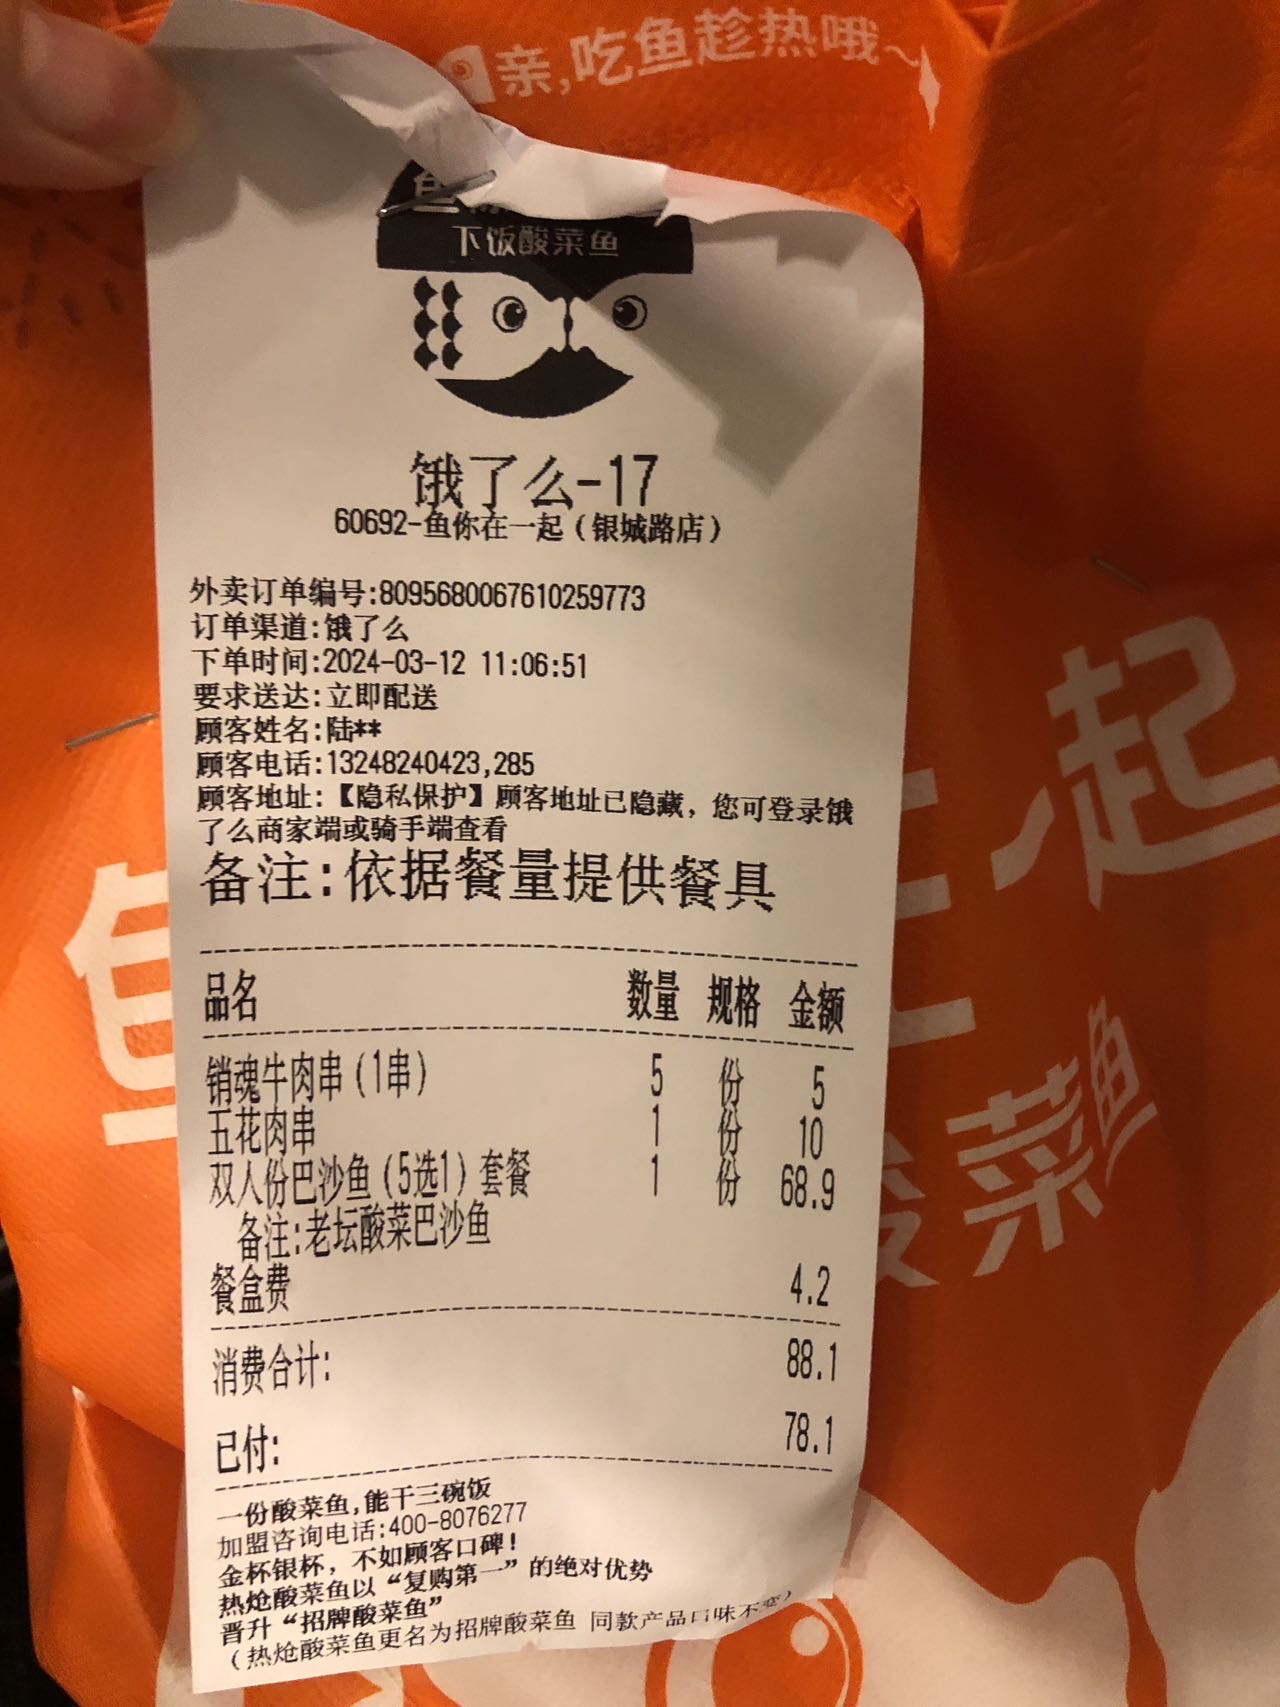 亲,吃鱼趁热哦~
下饭酸菜鱼
饿了么-17
60692-鱼你在一起(银城路店)
外卖订单编号:8095680067610259773
订单渠道:饿了么
下单时间:2024-03-12 11:06:51
要求送达:立即配送
顾客姓名:陆**
顾客电话:13248240423,285
顾客地址:【隐私保护】顾客地址已隐藏，您可登录饿
了么商家端或骑手端查看
备注:依据餐量提供餐具
品名 数量 规格 金额
销魂牛肉串(1串) 5 份 5
五花肉串 1 份 10
双人份巴沙鱼(5选1)套餐 1 份 68.9
备注:老坛酸菜巴沙鱼
餐盒费 4.2
消费合计: 88.1
已付: 78.1
一份酸菜鱼,能干三碗饭
加盟咨询电话:400-8076277
金杯银杯，不如顾客口碑!
热炝酸菜鱼以“复购第一”的绝对优势
晋升“招牌酸菜鱼”
(热炝酸菜鱼更名为招牌酸菜鱼 同款产品口味不变)
起
菜鱼